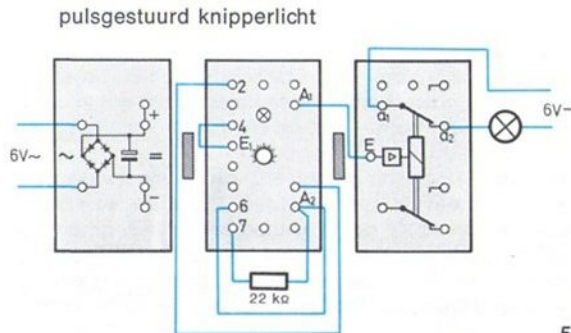 pulsgestuurd knipperlicht
6V~
~
+
=
−
2
4
E₁
6
7
A₁
A₂
22 kΩ
a₁
a₂
E
6V~
5